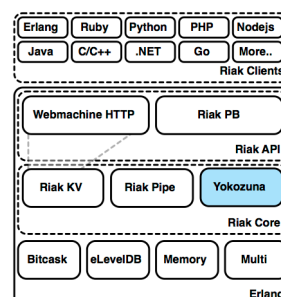 Erlang Ruby Python PHP Nodejs
Java C/C++ .NET Go More..
Riak Clients
Webmachine HTTP Riak PB
Riak API
Riak KV Riak Pipe Yokozuna
Riak Core
Bitcask eLevelDB Memory Multi
Erlang